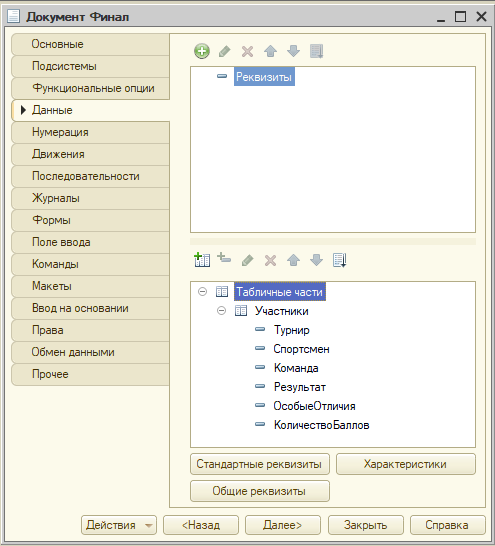 Документ Финал
Основные
Подсистемы
Функциональные опции
Данные
Нумерация
Движения
Последовательности
Журналы
Формы
Поле ввода
Команды
Макеты
Ввод на основании
Права
Обмен данными
Прочее
Реквизиты
Табличные части
Участники
Турнир
Спортсмен
Команда
Результат
ОсобыеОтличия
КоличествоБаллов
Стандартные реквизиты
Характеристики
Общие реквизиты
Действия
<Назад
Далее>
Закрыть
Справка